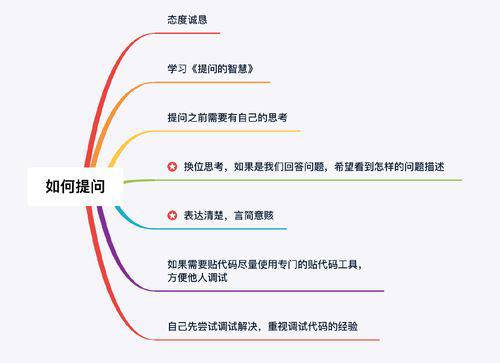 态度诚恳
学习《提问的智慧》
提问之前需要有自己的思考
换位思考，如果是我们回答问题，希望看到怎样的问题描述
如何提问
表达清楚，言简意赅
如果需要贴代码尽量使用专门的贴代码工具，
方便他人调试
自己先尝试调试解决，重视调试代码的经验